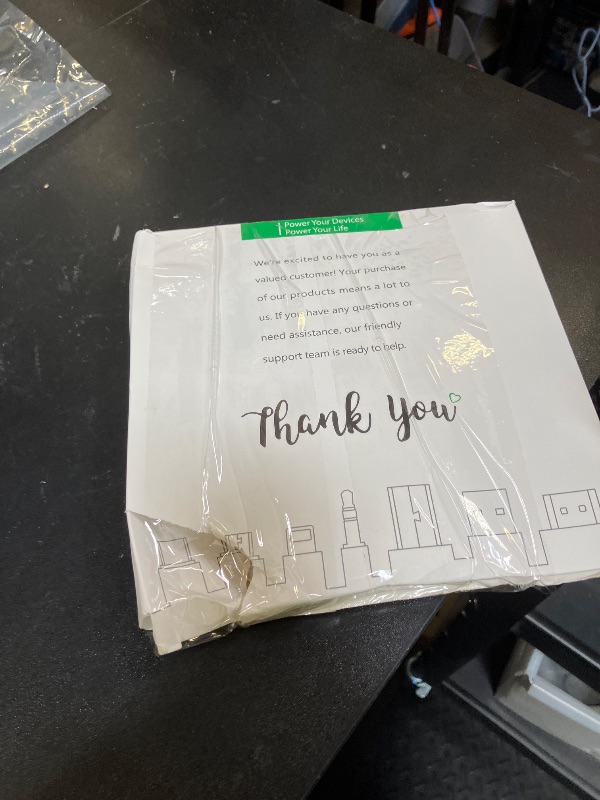 Power Your Devices
Power Your Life
We're excited to have you as a
valued customer! Your purchase
of our products means a lot to
us. If you have any questions or
need assistance, our friendly
support team is ready to help.
Thank You